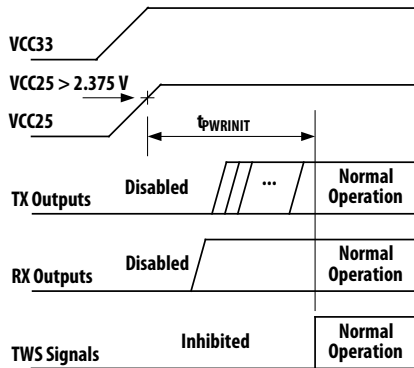 VCC33
VCC25 > 2.375 V
VCC25
tPWRINIT
TX Outputs
Disabled
...
Normal
Operation
RX Outputs
Disabled
Normal
Operation
TWS Signals
Inhibited
Normal
Operation